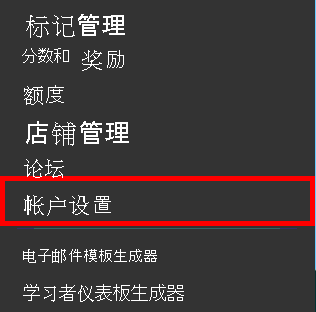 标记管理
分数和 奖励
额度
店铺管理
论坛
帐户设置
电子邮件模板生成器
学习者仪表板生成器